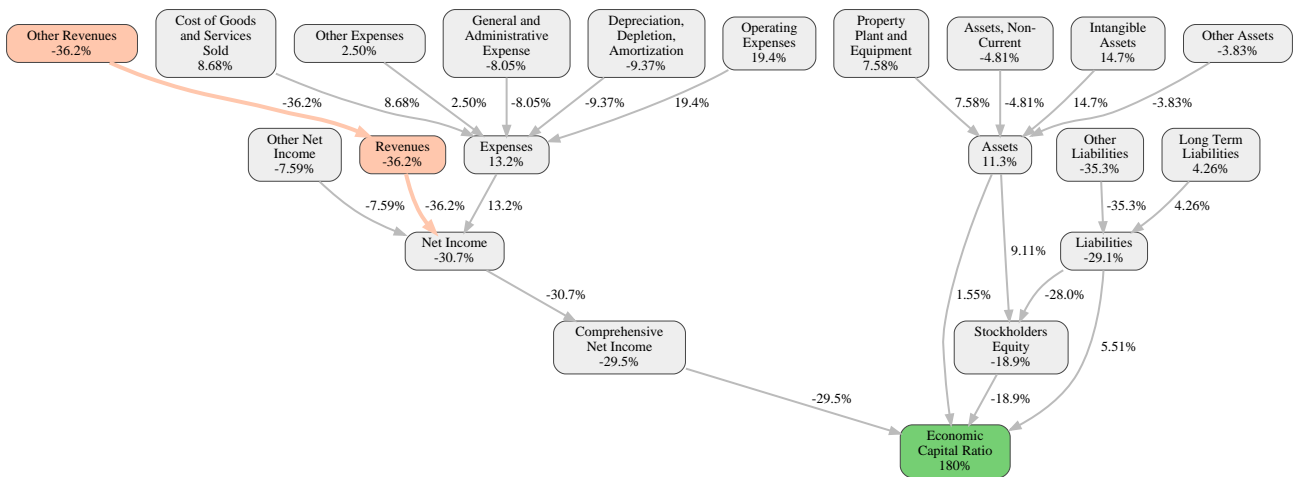 Other Revenues
-36.2%
Cost of Goods
and Services
Sold
8.68%
Other Expenses
2.50%
General and
Administrative
Expense
-8.05%
Depreciation,
Depletion,
Amortization
-9.37%
Operating
Expenses
19.4%
Property
Plant and
Equipment
7.58%
Assets, Non-
Current
-4.81%
Intangible
Assets
14.7%
Other Assets
-3.83%
-36.2%
8.68%
2.50%
-8.05%
-9.37%
19.4%
7.58%
-4.81%
14.7%
-3.83%
Other Net
Income
-7.59%
Revenues
-36.2%
Expenses
13.2%
Assets
11.3%
Other
Liabilities
-35.3%
Long Term
Liabilities
4.26%
-7.59%
-36.2%
13.2%
-35.3%
4.26%
Net Income
-30.7%
9.11%
Liabilities
-29.1%
-30.7%
1.55%
-28.0%
Comprehensive
Net Income
-29.5%
Stockholders
Equity
-18.9%
5.51%
-29.5%
-18.9%
Economic
Capital Ratio
180%